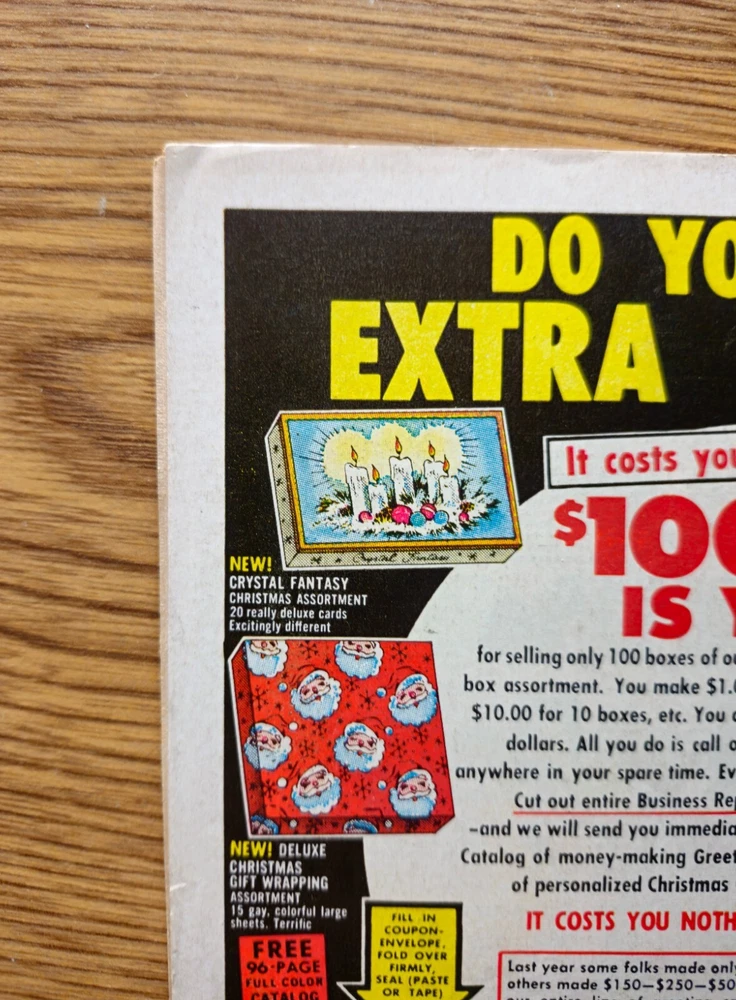 DO YO
EXTRA
It costs you
$100
IS Y
Crystal Fantasy
NEW!
CRYSTAL FANTASY
CHRISTMAS ASSORTMENT
20 really deluxe cards
Excitingly different
for selling only 100 boxes of ou
box assortment. You make $1.0
$10.00 for 10 boxes, etc. You
dollars. All you do is call o
anywhere in your spare time. Ev
Cut out entire Business Rep
–and we will send you immedia
Catalog of money-making Greet
of personalized Christmas
IT COSTS YOU NOTH
NEW! DELUXE
CHRISTMAS
GIFT WRAPPING
ASSORTMENT
15 gay, colorful large
sheets. Terrific
FREE
96-PAGE
FULL COLOR
CATALOG
FILL IN
COUPON-
ENVELOPE,
FOLD OVER
FIRMLY,
SEAL (PASTE
OR TAPE)
Last year some folks made only
others made $150—$250—$50